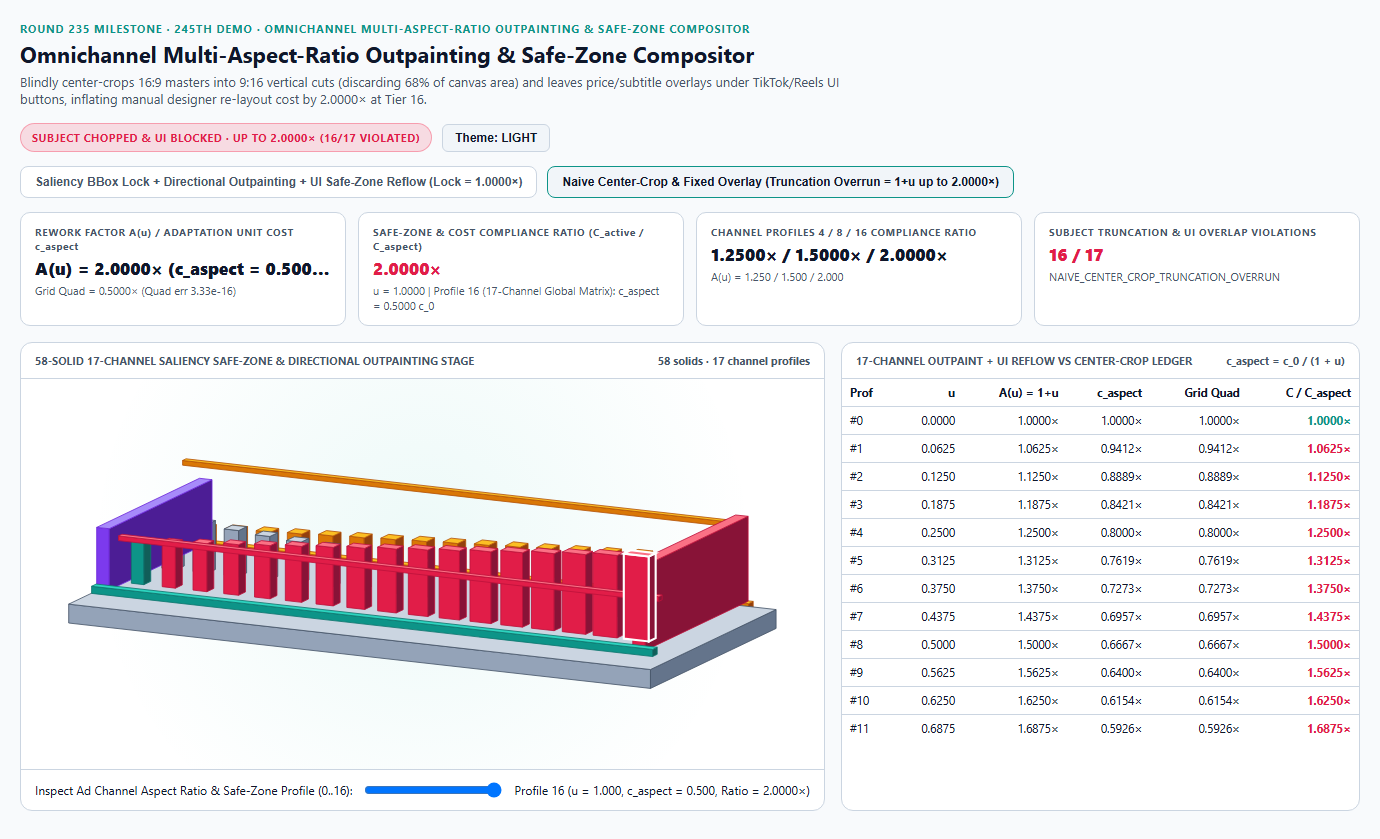 ROUND 235 MILESTONE · 245TH DEMO · OMNICHANNEL MULTI-ASPECT-RATIO OUTPAINTING & SAFE-ZONE COMPOSITOR
Omnichannel Multi-Aspect-Ratio Outpainting & Safe-Zone Compositor
Blindly center-crops 16:9 masters into 9:16 vertical cuts (discarding 68% of canvas area) and leaves price/subtitle overlays under TikTok/Reels UI
buttons, inflating manual designer re-layout cost by 2.0000× at Tier 16.
SUBJECT CHOPPED & UI BLOCKED · UP TO 2.0000× (16/17 VIOLATED)
Theme: LIGHT
Saliency BBox Lock + Directional Outpainting + UI Safe-Zone Reflow (Lock = 1.0000×)
Naive Center-Crop & Fixed Overlay (Truncation Overrun = 1+u up to 2.0000×)
REWORK FACTOR A(u) / ADAPTATION UNIT COST
c_aspect
A(u) = 2.0000× (c_aspect = 0.500...
Grid Quad = 0.5000× (Quad err 3.33e-16)
SAFE-ZONE & COST COMPLIANCE RATIO (C_active /
C_aspect)
2.0000×
u = 1.0000 | Profile 16 (17-Channel Global Matrix): c_aspect
= 0.5000 c_0
CHANNEL PROFILES 4 / 8 / 16 COMPLIANCE RATIO
1.2500× / 1.5000× / 2.0000×
A(u) = 1.250 / 1.500 / 2.000
SUBJECT TRUNCATION & UI OVERLAP VIOLATIONS
16 / 17
NAIVE_CENTER_CROP_TRUNCATION_OVERRUN
58-SOLID 17-CHANNEL SALIENCY SAFE-ZONE & DIRECTIONAL OUTPAINTING STAGE
58 solids · 17 channel profiles
Inspect Ad Channel Aspect Ratio & Safe-Zone Profile (0..16):
Profile 16 (u = 1.000, c_aspect = 0.500, Ratio = 2.0000×)
17-CHANNEL OUTPAINT + UI REFLOW VS CENTER-CROP LEDGER
c_aspect = c_0 / (1 + u)
Prof u A(u) = 1+u c_aspect Grid Quad C / C_aspect
#0 0.0000 1.0000× 1.0000× 1.0000× 1.0000×
#1 0.0625 1.0625× 0.9412× 0.9412× 1.0625×
#2 0.1250 1.1250× 0.8889× 0.8889× 1.1250×
#3 0.1875 1.1875× 0.8421× 0.8421× 1.1875×
#4 0.2500 1.2500× 0.8000× 0.8000× 1.2500×
#5 0.3125 1.3125× 0.7619× 0.7619× 1.3125×
#6 0.3750 1.3750× 0.7273× 0.7273× 1.3750×
#7 0.4375 1.4375× 0.6957× 0.6957× 1.4375×
#8 0.5000 1.5000× 0.6667× 0.6667× 1.5000×
#9 0.5625 1.5625× 0.6400× 0.6400× 1.5625×
#10 0.6250 1.6250× 0.6154× 0.6154× 1.6250×
#11 0.6875 1.6875× 0.5926× 0.5926× 1.6875×